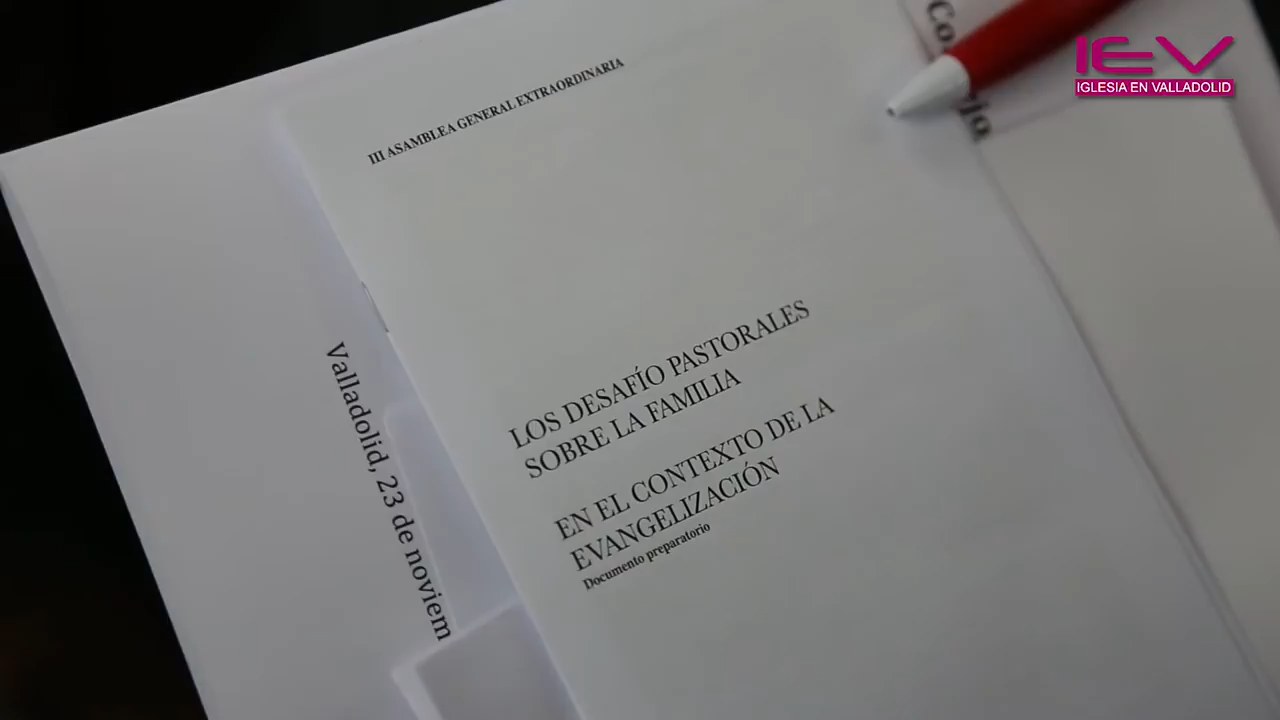 IEV
IGLESIA EN VALLADOLID
III ASAMBLEA GENERAL EXTRAORDINARIA
LOS DESAFÍO PASTORALES
SOBRE LA FAMILIA
EN EL CONTEXTO DE LA
EVANGELIZACIÓN
Documento preparatorio
Valladolid, 23 de noviem